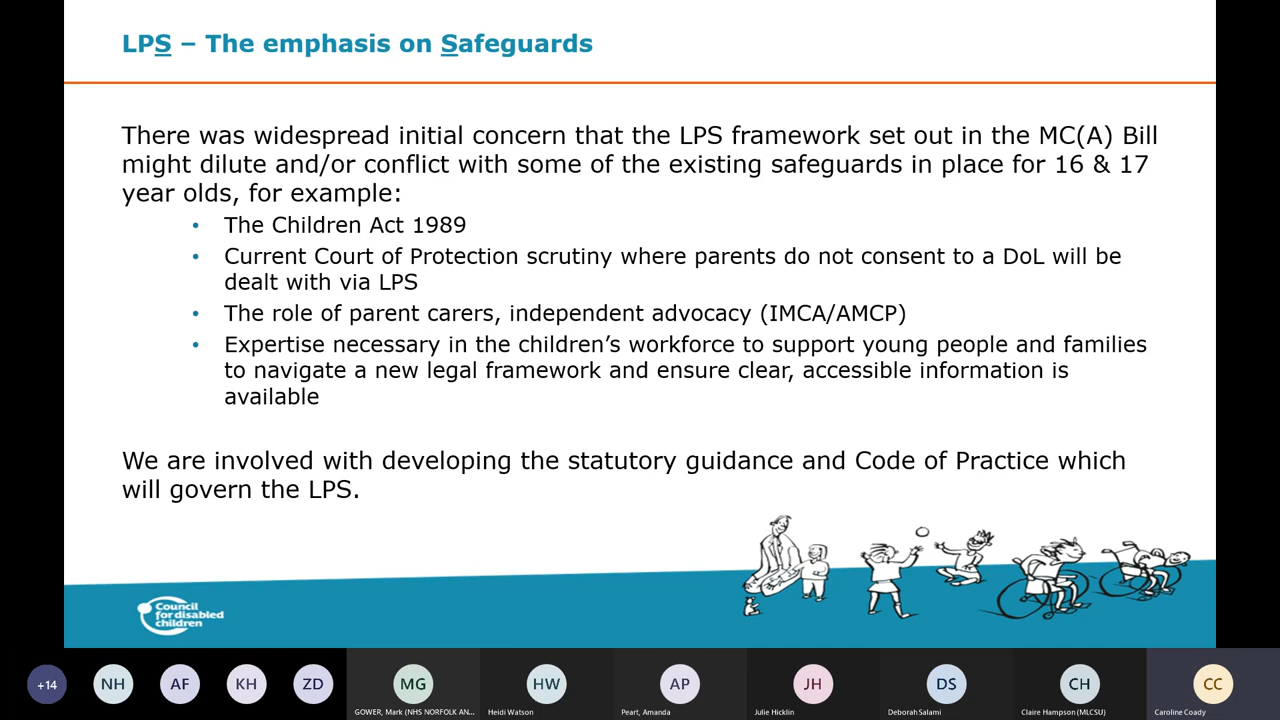 LPS – The emphasis on Safeguards
There was widespread initial concern that the LPS framework set out in the MC(A) Bill
might dilute and/or conflict with some of the existing safeguards in place for 16 & 17
year olds, for example:
• The Children Act 1989
• Current Court of Protection scrutiny where parents do not consent to a DoL will be
dealt with via LPS
• The role of parent carers, independent advocacy (IMCA/AMCP)
• Expertise necessary in the children’s workforce to support young people and families
to navigate a new legal framework and ensure clear, accessible information is
available
We are involved with developing the statutory guidance and Code of Practice which
will govern the LPS.
Council
for disabled
children
+14 NH AF KH ZD MG HW AP JH DS CH CC
GOWER, Mark (NHS NORFOLK AN... Heidi Watson Peart, Amanda Julie Hicklin Deborah Salami Claire Hampson (MLCSU) Caroline Coady